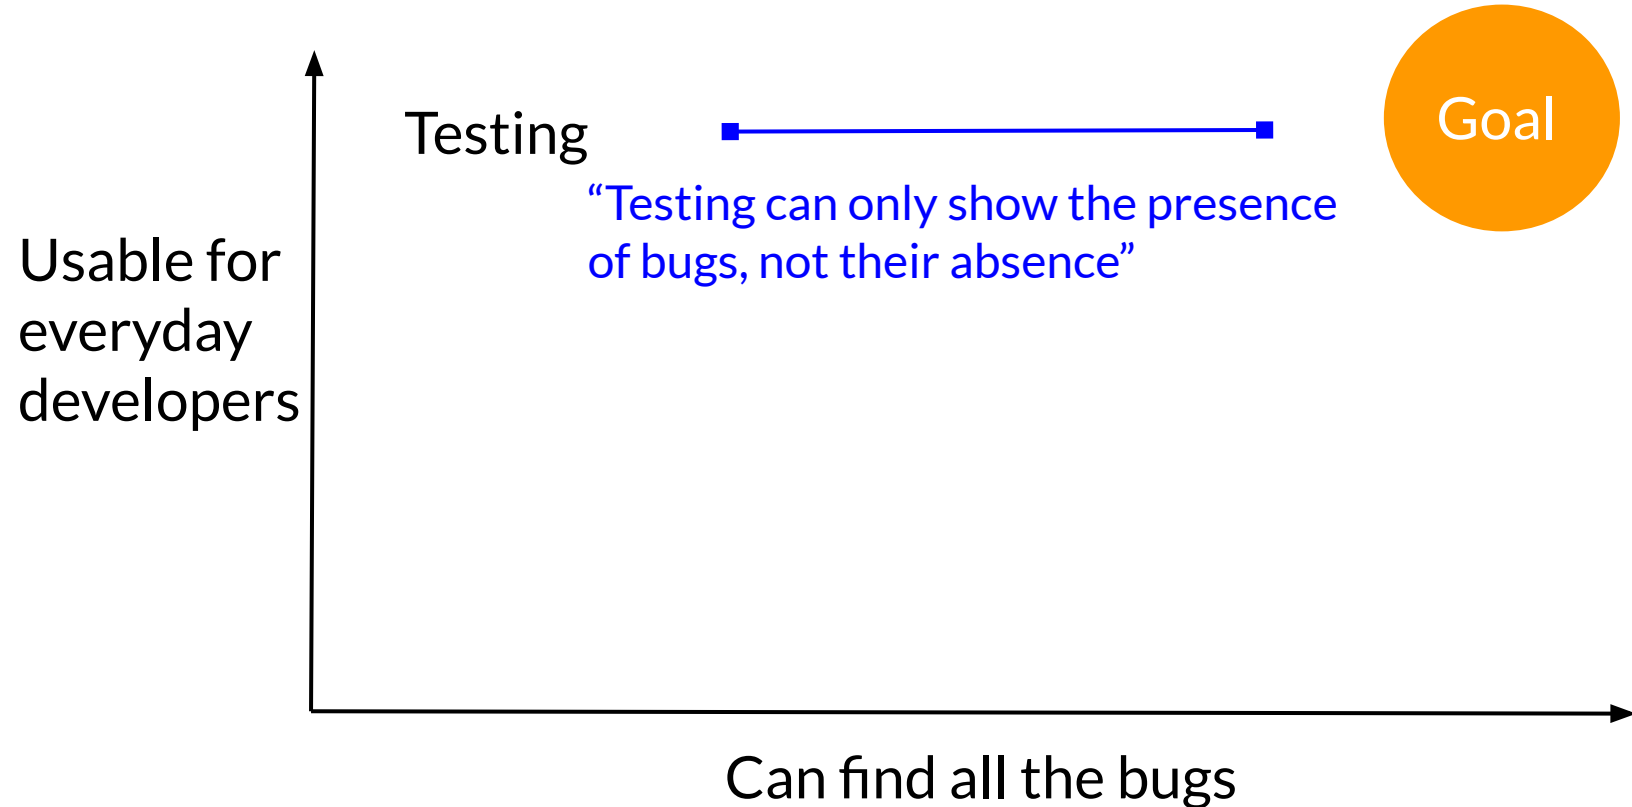 Testing
Goal
“Testing can only show the presence
of bugs, not their absence”
Usable for
everyday
developers
Can find all the bugs